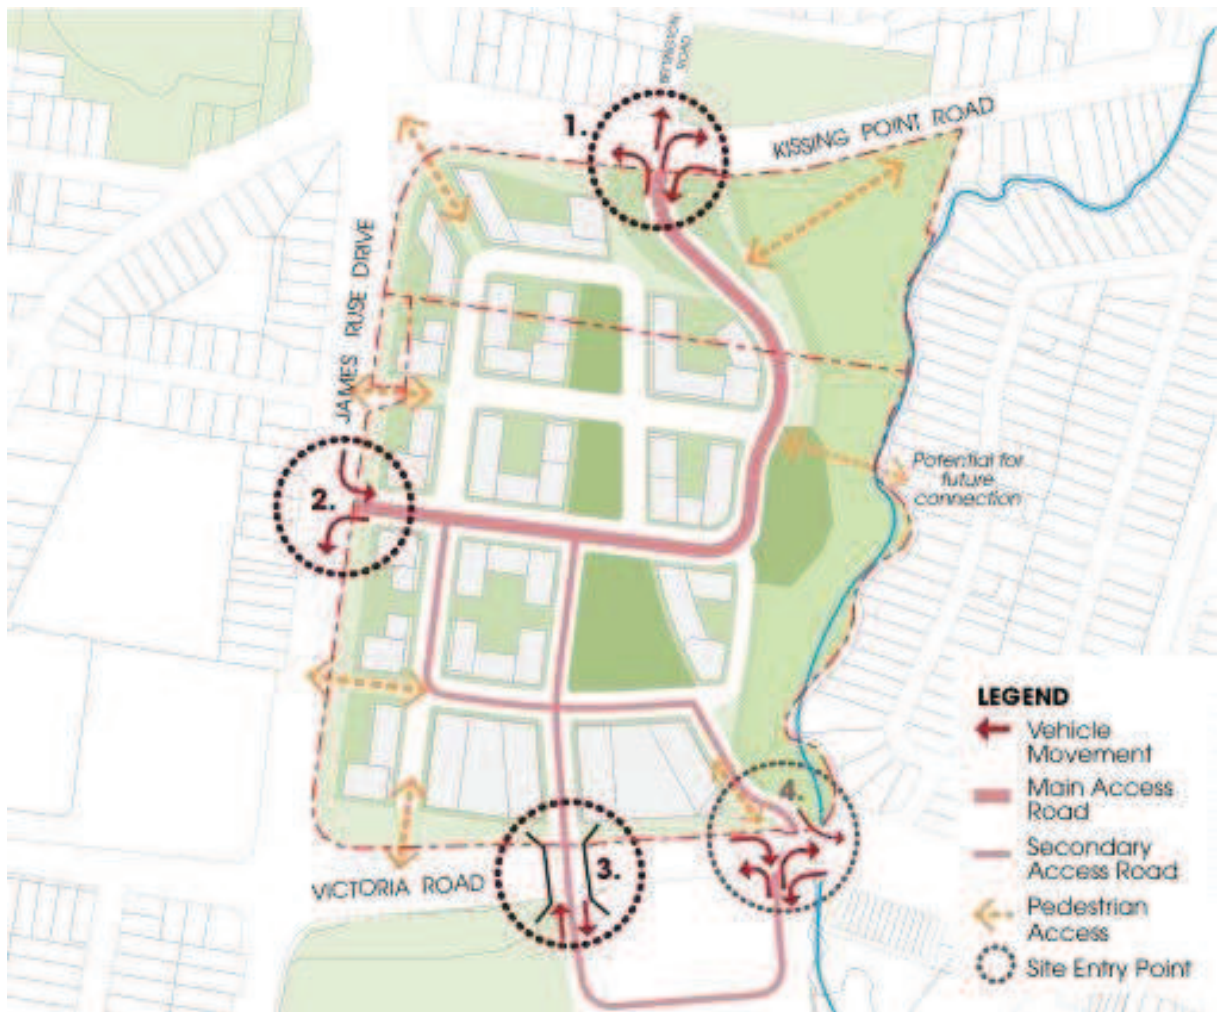 ROAD
1.
KISSING POINT ROAD
JAMES RUSE DRIVE
Potential for
future
connection
2.
LEGEND
Vehicle
Movement
Main Access
Road
4.
Secondary
Access Road
3.
VICTORIA ROAD
Pedestrian
Access
Site Entry Point